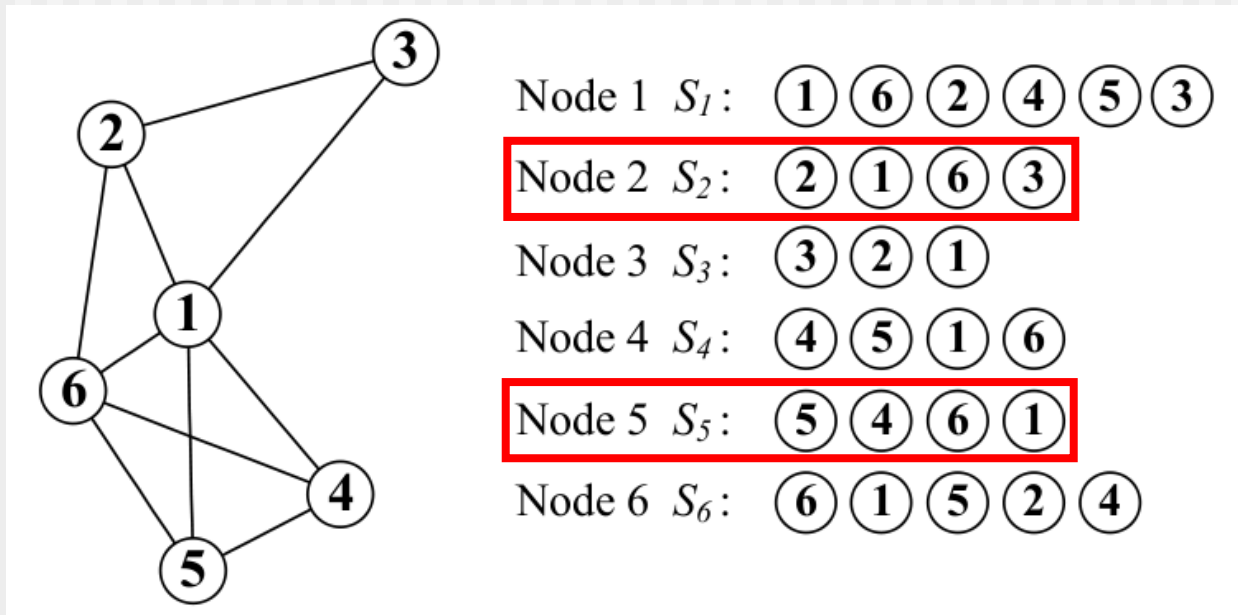 3
2
1
6
4
5
Node 1 S1: 1 6 2 4 5 3
Node 2 S2: 2 1 6 3
Node 3 S3: 3 2 1
Node 4 S4: 4 5 1 6
Node 5 S5: 5 4 6 1
Node 6 S6: 6 1 5 2 4